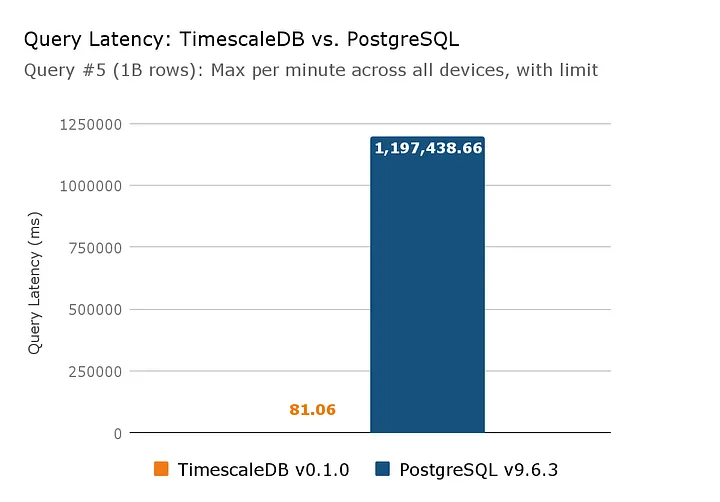 Query Latency: TimescaleDB vs. PostgreSQL
Query #5 (1B rows): Max per minute across all devices, with limit
Query Latency (ms)
1250000
1000000
750000
500000
250000
0
1,197,438.66
81.06
TimescaleDB v0.1.0
PostgreSQL v9.6.3